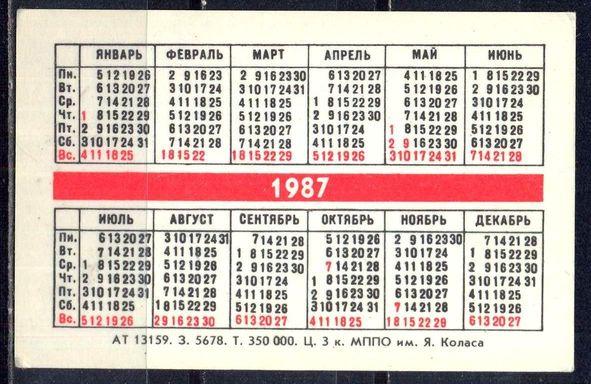 ЯНВАРЬ ФЕВРАЛЬ МАРТ АПРЕЛЬ МАЙ ИЮНЬ
Пн. 5 12 19 26 2 9 16 23 2 9 16 23 30 6 13 20 27 4 11 18 25 1 8 15 22 29
Вт. 6 13 20 27 3 10 17 24 3 10 17 24 31 7 14 21 28 5 12 19 26 2 9 16 23 30
Ср. 7 14 21 28 4 11 18 25 4 11 18 25 1 8 15 22 29 6 13 20 27 3 10 17 24
Чт. 1 8 15 22 29 5 12 19 26 5 12 19 26 2 9 16 23 30 7 14 21 28 4 11 18 25
Пт. 2 9 16 23 30 6 13 20 27 6 13 20 27 3 10 17 24 1 8 15 22 29 5 12 19 26
Сб. 3 10 17 24 31 7 14 21 28 7 14 21 28 4 11 18 25 2 9 16 23 30 6 13 20 27
Вс. 4 11 18 25 1 8 15 22 1 8 15 22 29 5 12 19 26 3 10 17 24 31 7 14 21 28
1987
ИЮЛЬ АВГУСТ СЕНТЯБРЬ ОКТЯБРЬ НОЯБРЬ ДЕКАБРЬ
Пн. 6 13 20 27 3 10 17 24 31 7 14 21 28 5 12 19 26 2 9 16 23 30 7 14 21 28
Вт. 7 14 21 28 4 11 18 25 1 8 15 22 29 6 13 20 27 3 10 17 24 1 8 15 22 29
Ср. 1 8 15 22 29 5 12 19 26 2 9 16 23 30 7 14 21 28 4 11 18 25 2 9 16 23 30
Чт. 2 9 16 23 30 6 13 20 27 3 10 17 24 1 8 15 22 29 5 12 19 26 3 10 17 24 31
Пт. 3 10 17 24 31 7 14 21 28 4 11 18 25 2 9 16 23 30 6 13 20 27 4 11 18 25
Сб. 4 11 18 25 1 8 15 22 29 5 12 19 26 3 10 17 24 31 7 14 21 28 5 12 19 26
Вс. 5 12 19 26 2 9 16 23 30 6 13 20 27 4 11 18 25 1 8 15 22 29 6 13 20 27
АТ 13159. З. 5678. Т. 350 000. Ц. 3 к. МППО им. Я. Коласа